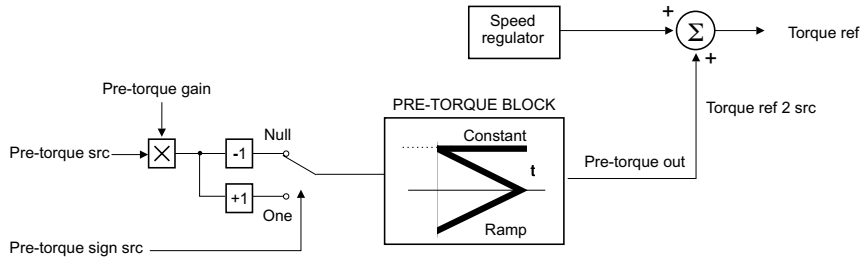 Speed
regulator
+
Σ
+
Torque ref
Pre-torque gain
PRE-TORQUE BLOCK
Torque ref 2 src
Null
Constant
Pre-torque src
×
-1
t
Pre-torque out
+1
One
Ramp
Pre-torque sign src